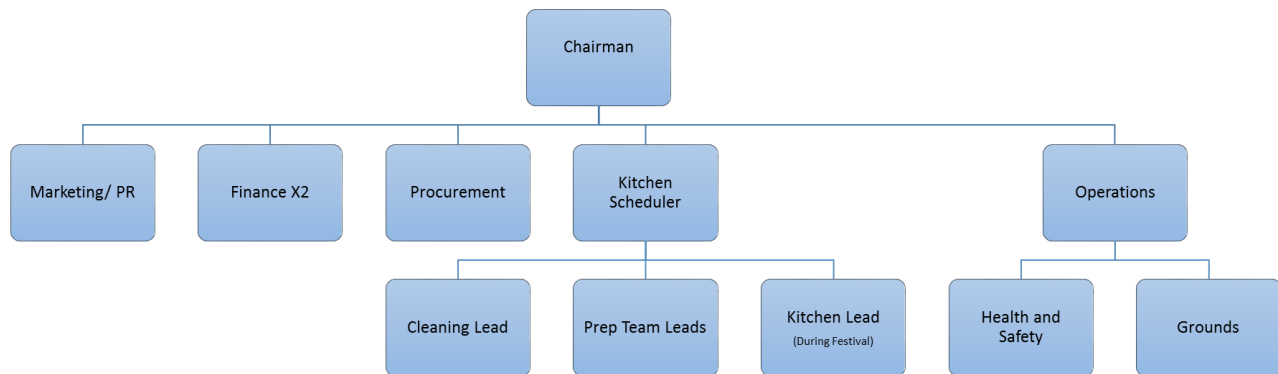 Chairman
Marketing/ PR
Finance X2
Procurement
Kitchen
Scheduler
Operations
Cleaning Lead
Prep Team Leads
Kitchen Lead
(During Festival)
Health and
Safety
Grounds